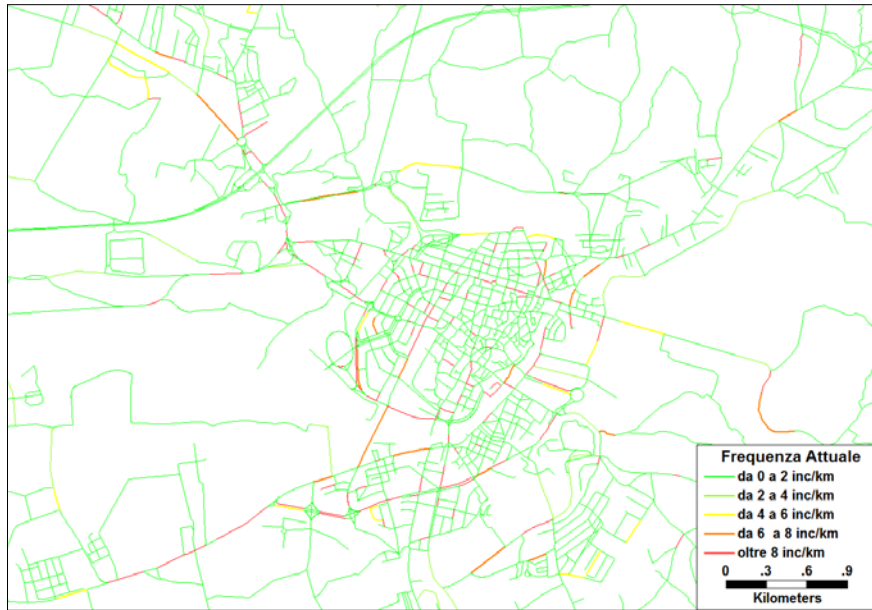 Frequenza Attuale
da 0 a 2 inc/km
da 2 a 4 inc/km
da 4 a 6 inc/km
da 6 a 8 inc/km
oltre 8 inc/km
0 .3 .6 .9
Kilometers